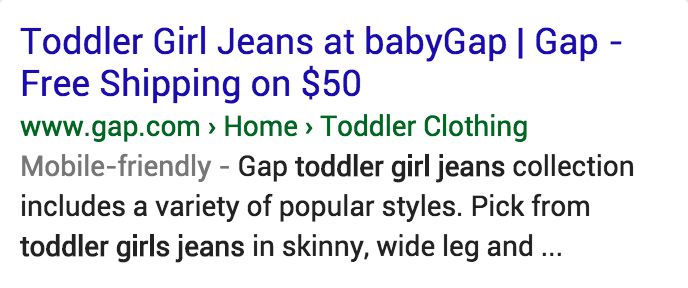 Toddler Girl Jeans at babyGap | Gap -
Free Shipping on $50
www.gap.com › Home › Toddler Clothing
Mobile-friendly - Gap toddler girl jeans collection
includes a variety of popular styles. Pick from
toddler girls jeans in skinny, wide leg and ...